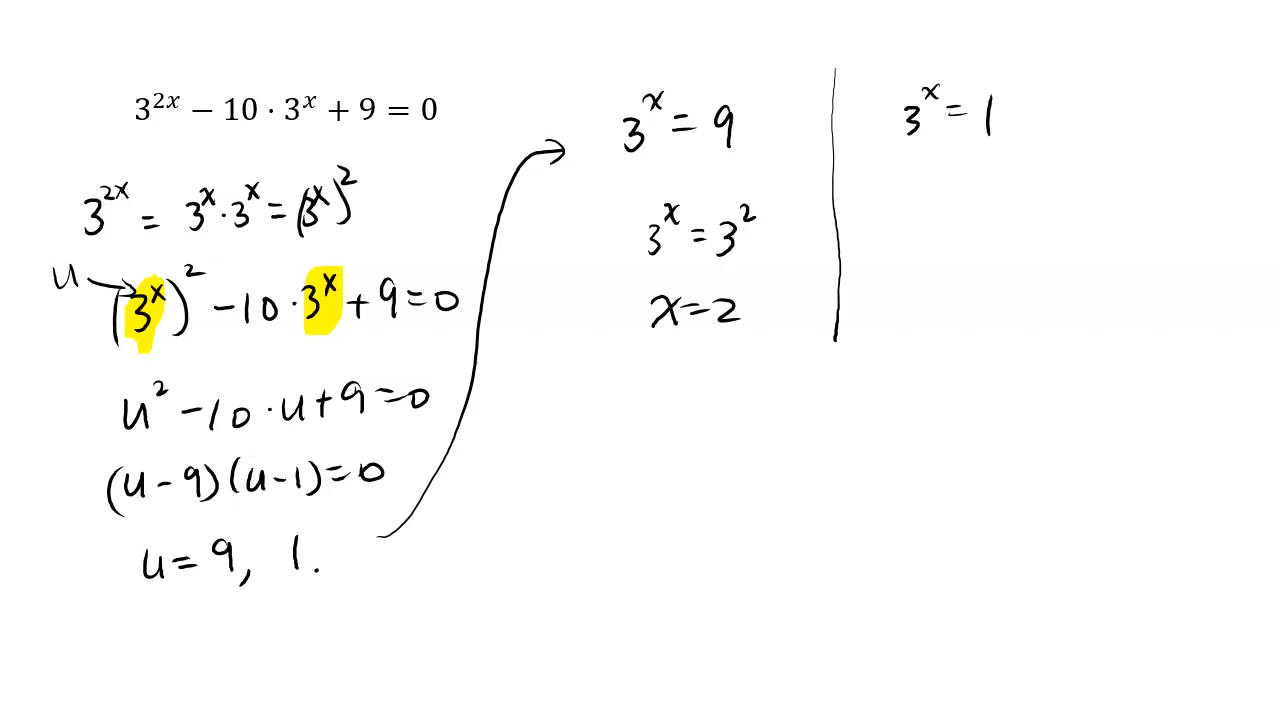 3^{2x} − 10 · 3^x + 9 = 0
3^{2x} = 3^x · 3^x = (3^x)^2
u
(3^x)^2 − 10 · 3^x + 9 = 0
u^2 − 10 · u + 9 = 0
(u − 9)(u − 1) = 0
u = 9, 1.
3^x = 9
3^x = 3^2
x = 2
3^x = 1